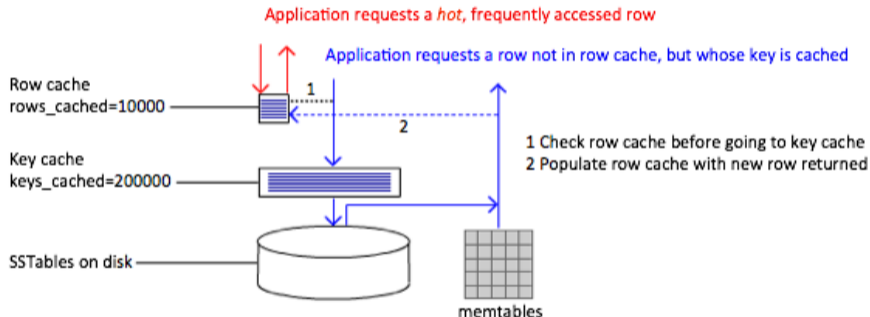 Application requests a hot, frequently accessed row
Application requests a row not in row cache, but whose key is cached
Row cache
rows_cached=10000
1
2
1 Check row cache before going to key cache
2 Populate row cache with new row returned
Key cache
keys_cached=200000
SSTables on disk
memtables